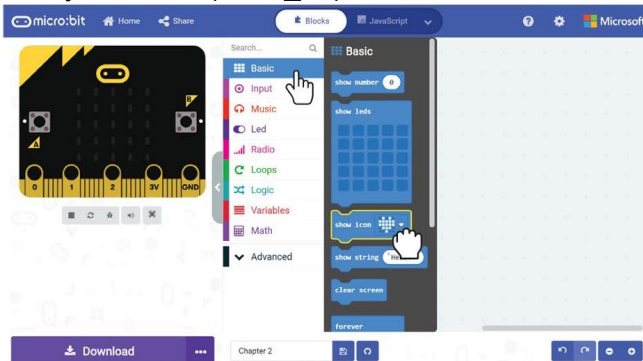 micro:bit Home Share Blocks JavaScript Microsoft
Search...
Basic
Input
Music
Led
Radio
Loops
Logic
Variables
Math
Advanced
Basic
show number 0
show leds
show icon
show string
clear screen
forever
A
B
0 1 2 3V GND
Download
Chapter 2